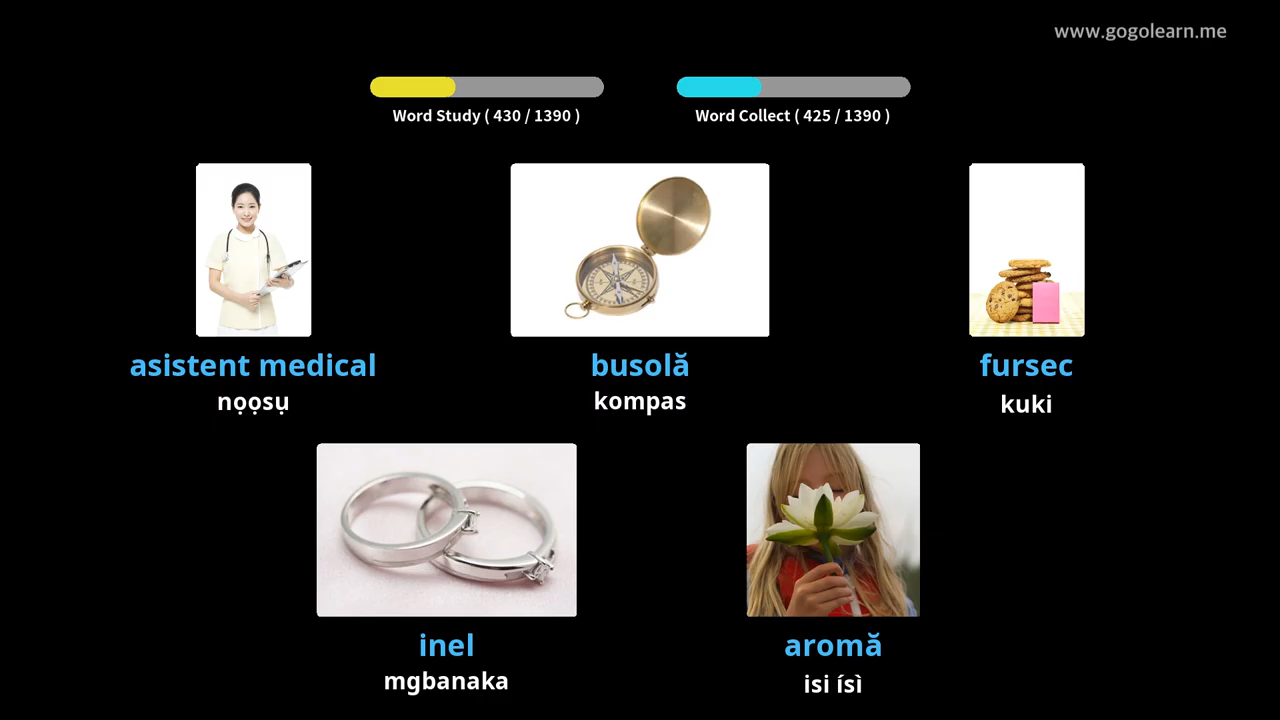 www.gogolearn.me
Word Study ( 430 / 1390 )
Word Collect ( 425 / 1390 )
asistent medical
nọọsụ
busolă
kompas
fursec
kuki
inel
mgbanaka
aromă
isi ísì